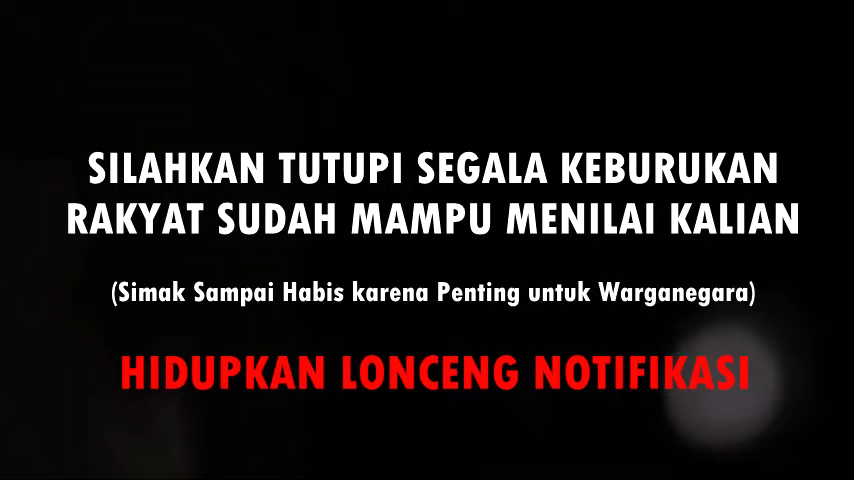 SILAHKAN TUTUPI SEGALA KEBURUKAN
RAKYAT SUDAH MAMPU MENILAI KALIAN
(Simak Sampai Habis karena Penting untuk Warganegara)
HIDUPKAN LONCENG NOTIFIKASI